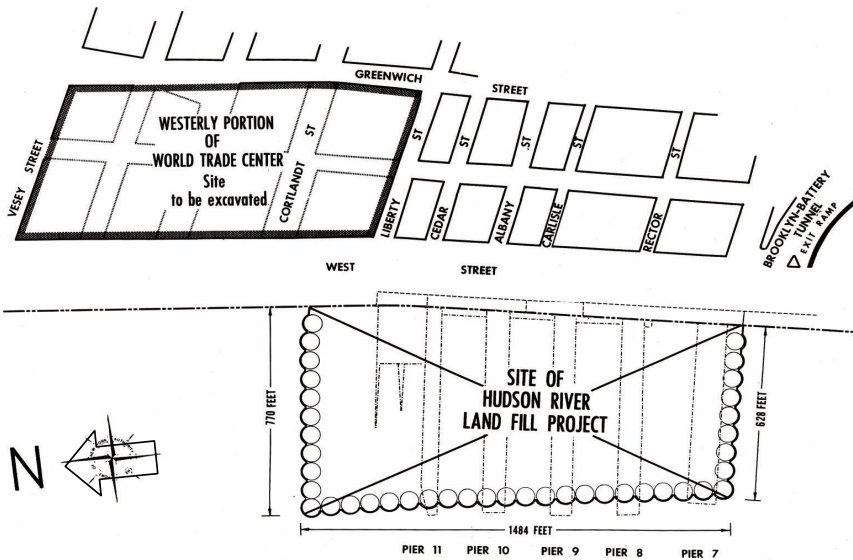 GREENWICH
STREET
WESTERLY PORTION
OF
WORLD TRADE CENTER
Site
to be excavated
VESEY STREET
CORTLANDT ST
LIBERTY ST
CEDAR ST
ALBANY ST
CARLISLE ST
RECTOR ST
BROOKLYN-BATTERY
TUNNEL
EXIT RAMP
WEST STREET
770 FEET
SITE OF
HUDSON RIVER
LAND FILL PROJECT
628 FEET
N
1484 FEET
PIER 11 PIER 10 PIER 9 PIER 8 PIER 7